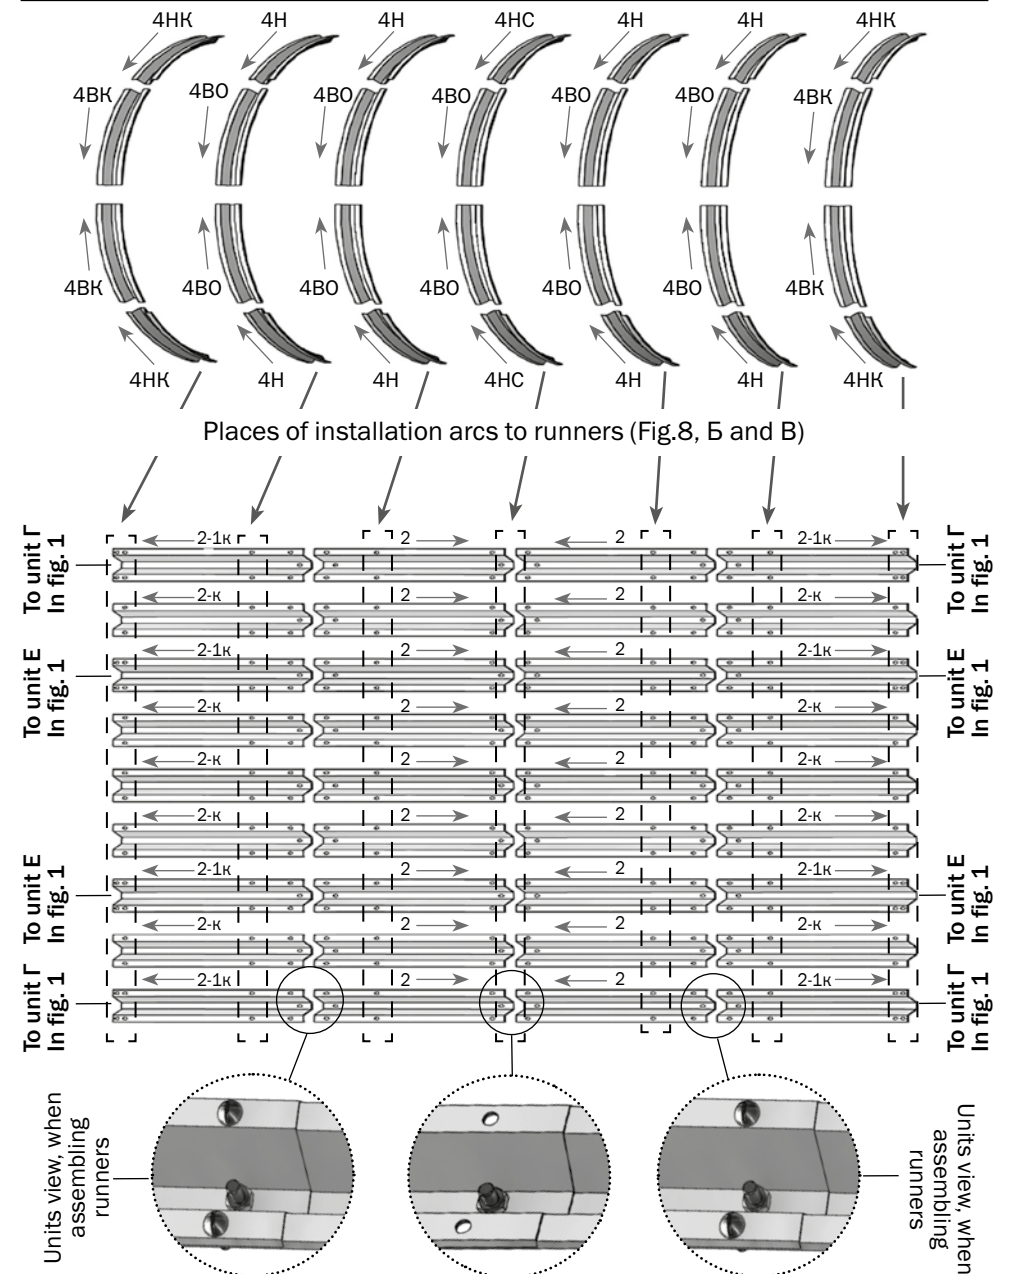 4НК 4Н 4Н 4НС 4Н 4Н 4НК
4ВК 4ВО 4ВО 4ВО 4ВО 4ВО 4ВК
4ВК 4ВО 4ВО 4ВО 4ВО 4ВО 4ВК
4НК 4Н 4Н 4НС 4Н 4Н 4НК
Places of installation arcs to runners (Fig.8, Б and В)
To unit Г
In fig. 1
2-1к 2 2 2-1к
To unit Г
In fig. 1
2-к 2 2 2-к
To unit E
In fig. 1
2-1к 2 2 2-1к
To unit E
In fig. 1
2-к 2 2 2-к
2-к 2 2 2-к
2-к 2 2 2-к
To unit E
In fig. 1
2-1к 2 2 2-1к
To unit E
In fig. 1
2-к 2 2 2-к
To unit Г
In fig. 1
2-1к 2 2 2-1к
To unit Г
In fig. 1
Units view, when
assembling
runners
Units view, when
assembling
runners